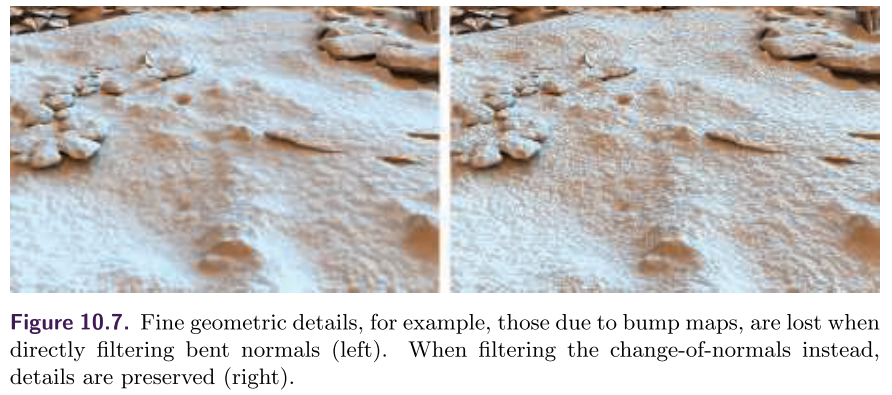 Figure 10.7. Fine geometric details, for example, those due to bump maps, are lost when
directly filtering bent normals (left). When filtering the change-of-normals instead,
details are preserved (right).